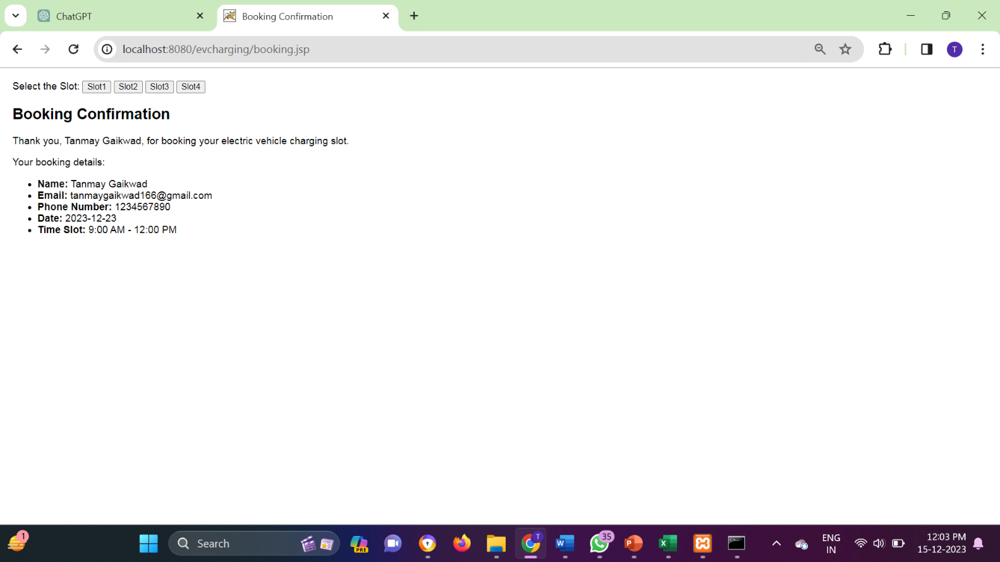 ChatGPT
Booking Confirmation
localhost:8080/evcharging/booking.jsp
T
Select the Slot: Slot1 Slot2 Slot3 Slot4
Booking Confirmation
Thank you, Tanmay Gaikwad, for booking your electric vehicle charging slot.
Your booking details:
• Name: Tanmay Gaikwad
• Email: tanmaygaikwad166@gmail.com
• Phone Number: 1234567890
• Date: 2023-12-23
• Time Slot: 9:00 AM - 12:00 PM
1
Search
PRE
T
W
35
P
X
ENG
IN
12:03 PM
15-12-2023